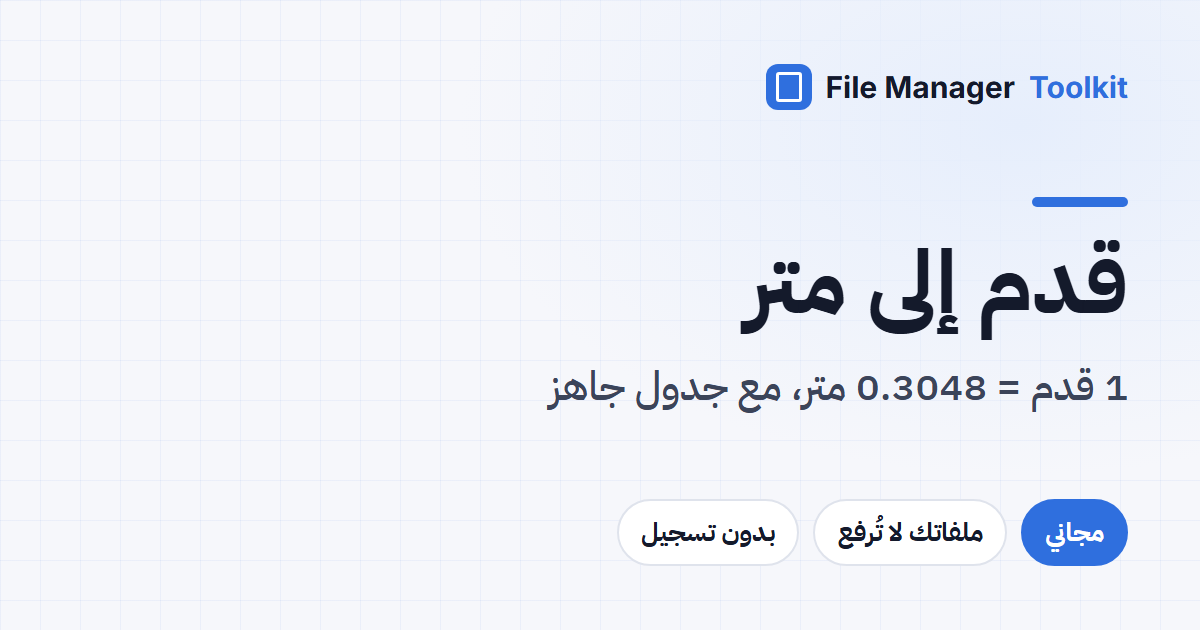 File Manager Toolkit
قدم إلى متر
1 قدم = 0.3048 متر، مع جدول جاهز
مجاني
ملفاتك لا تُرفع
بدون تسجيل